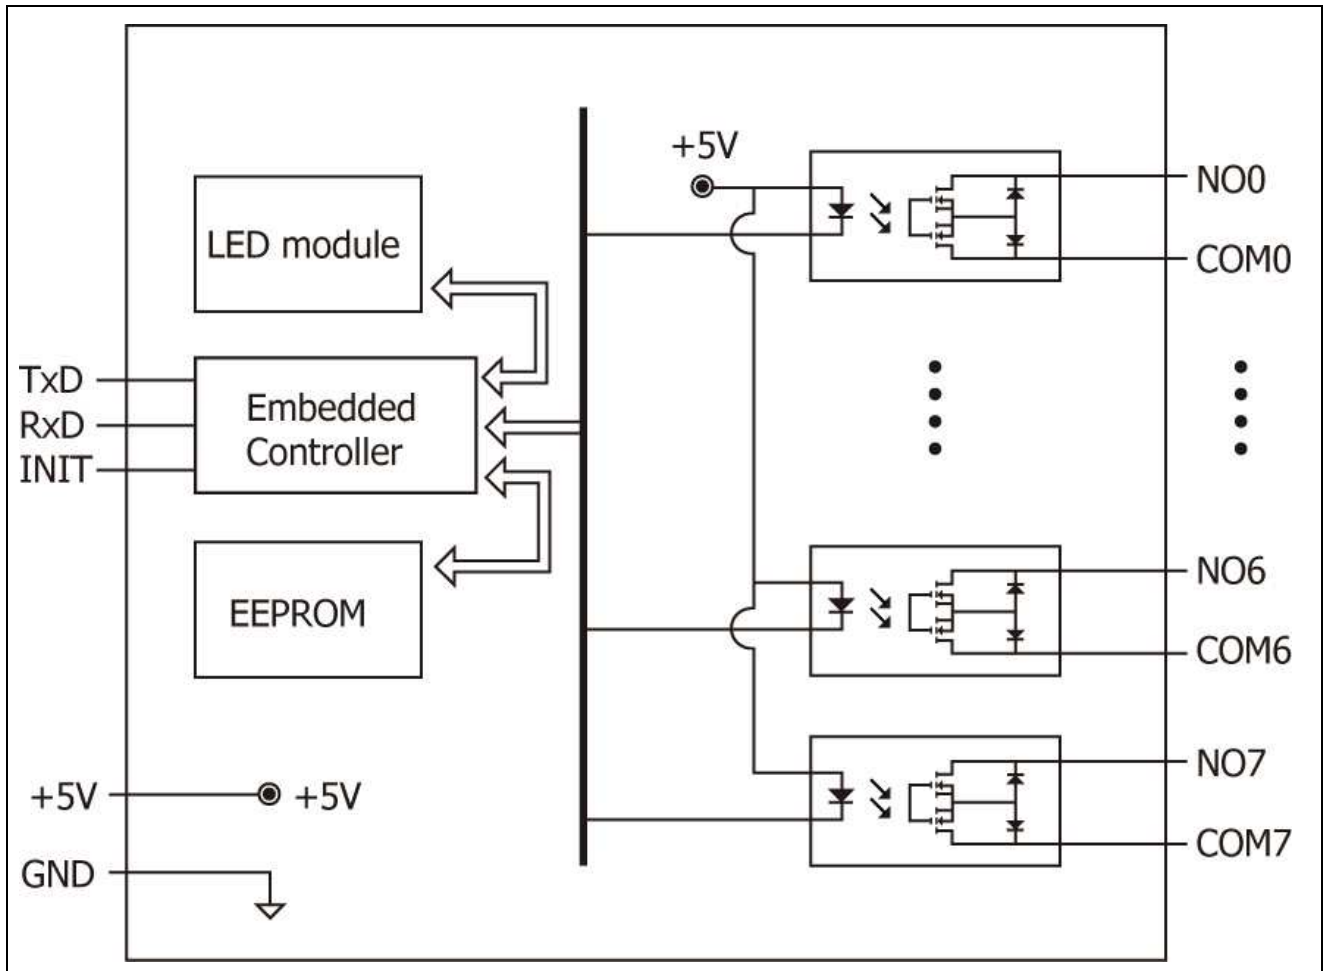 +5V
NO0
LED module
COM0
TxD
RxD
INIT
Embedded
Controller
NO6
EEPROM
COM6
NO7
+5V
+5V
COM7
GND